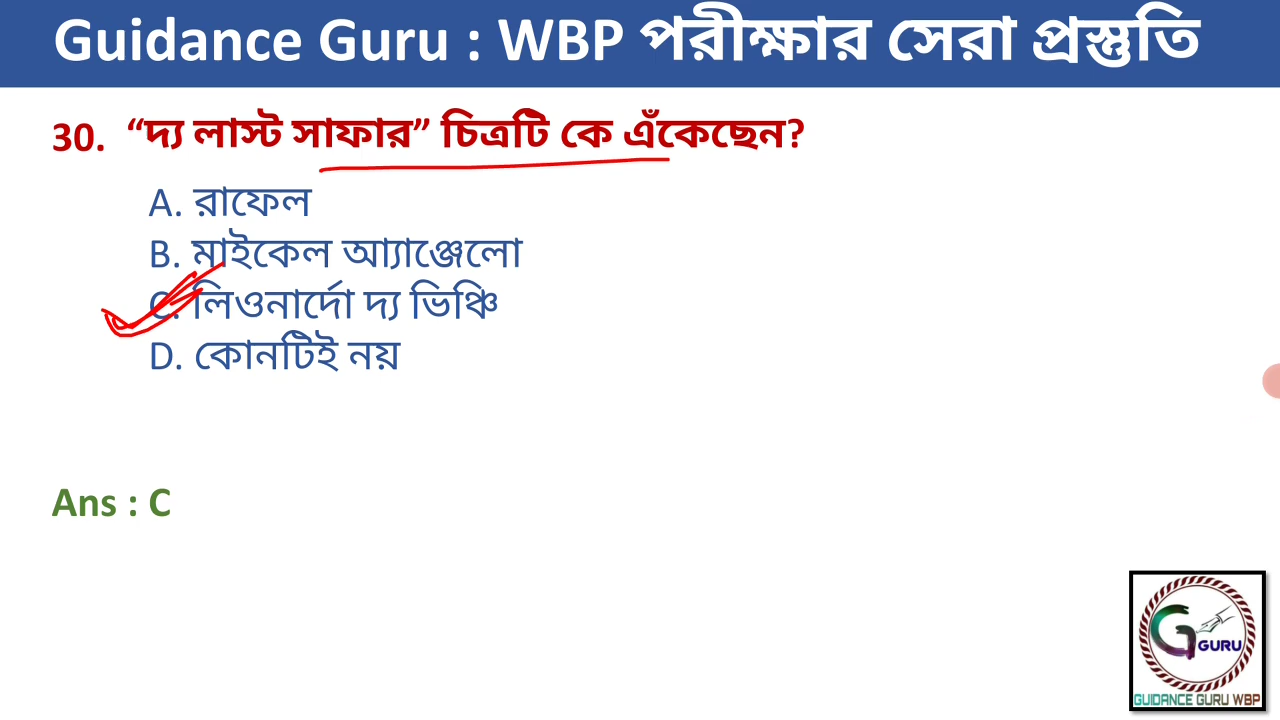 Guidance Guru : WBP পরীক্ষার সেরা প্রস্তুতি
30. “দ্য লাস্ট সাফার” চিত্রটি কে এঁকেছেন?
A. রাফেল
B. মাইকেল আ্যাঞ্জেলো
C. লিওনার্দো দ্য ভিঞ্চি
D. কোনটিই নয়
Ans : C
G GURU
GUIDANCE GURU WBP